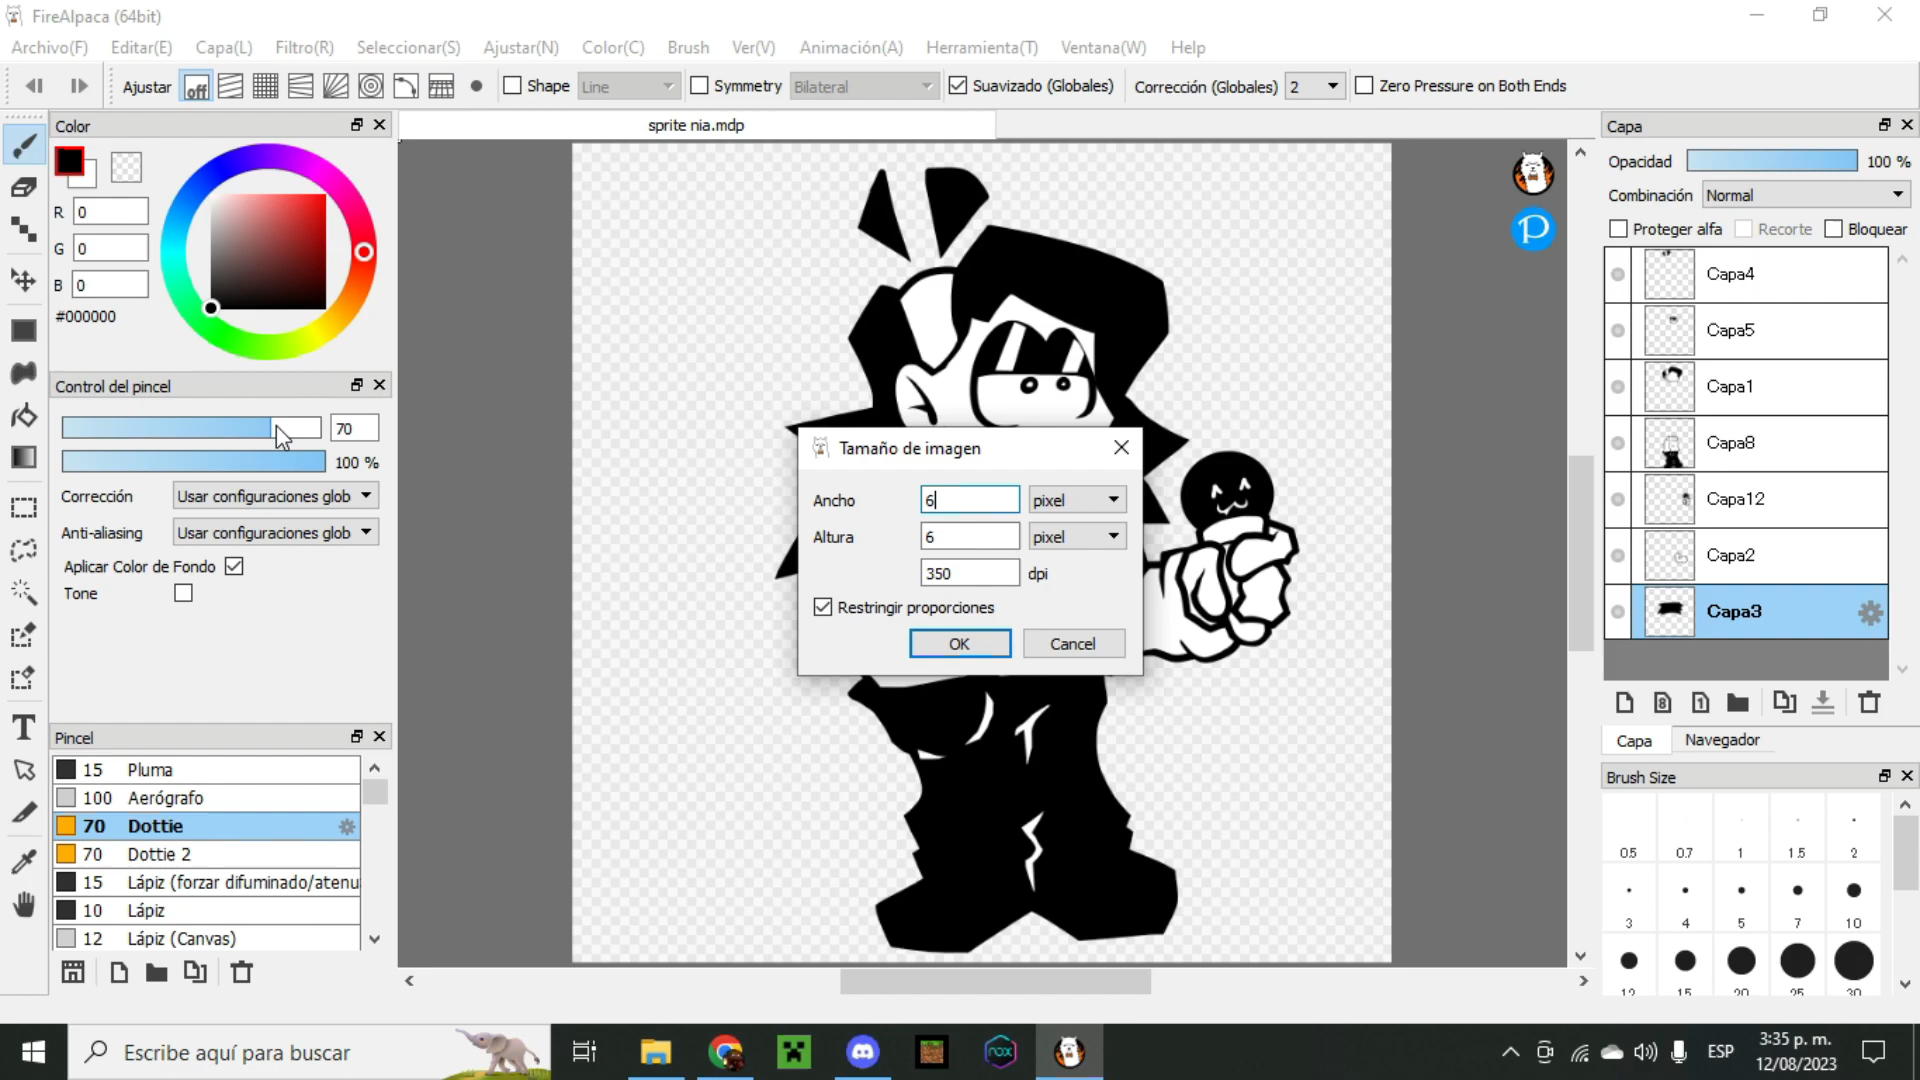 FireAlpaca (64bit)
Archivo(F) Editar(E) Capa(L) Filtro(R) Seleccionar(S) Ajustar(N) Color(C) Brush Ver(V) Animación(A) Herramienta(T) Ventana(W) Help
Ajustar off Shape Line Symmetry Bilateral Suavizado (Globales) Corrección (Globales) 2 Zero Pressure on Both Ends
Color
sprite nia.mdp
Capa
Opacidad 100 %
Combinación Normal
Proteger alfa Recorte Bloquear
R 0
G 0
B 0
#000000
Capa4
Capa5
Capa1
Capa8
Capa12
Capa2
Capa3
Control del pincel
70
100 %
Corrección Usar configuraciones glob
Anti-aliasing Usar configuraciones glob
Aplicar Color de Fondo
Tone
Tamaño de imagen
Ancho 6 pixel
Altura 6 pixel
350 dpi
Restringir proporciones
OK Cancel
Pincel
15 Pluma
100 Aerógrafo
70 Dottie
70 Dottie 2
15 Lápiz (forzar difuminado/atenu
10 Lápiz
12 Lápiz (Canvas)
Capa Navegador
Brush Size
0.5 0.7 1 1.5 2
3 4 5 7 10
12 15 20 25 30
Escribe aquí para buscar
nox
ESP
3:35 p. m.
12/08/2023